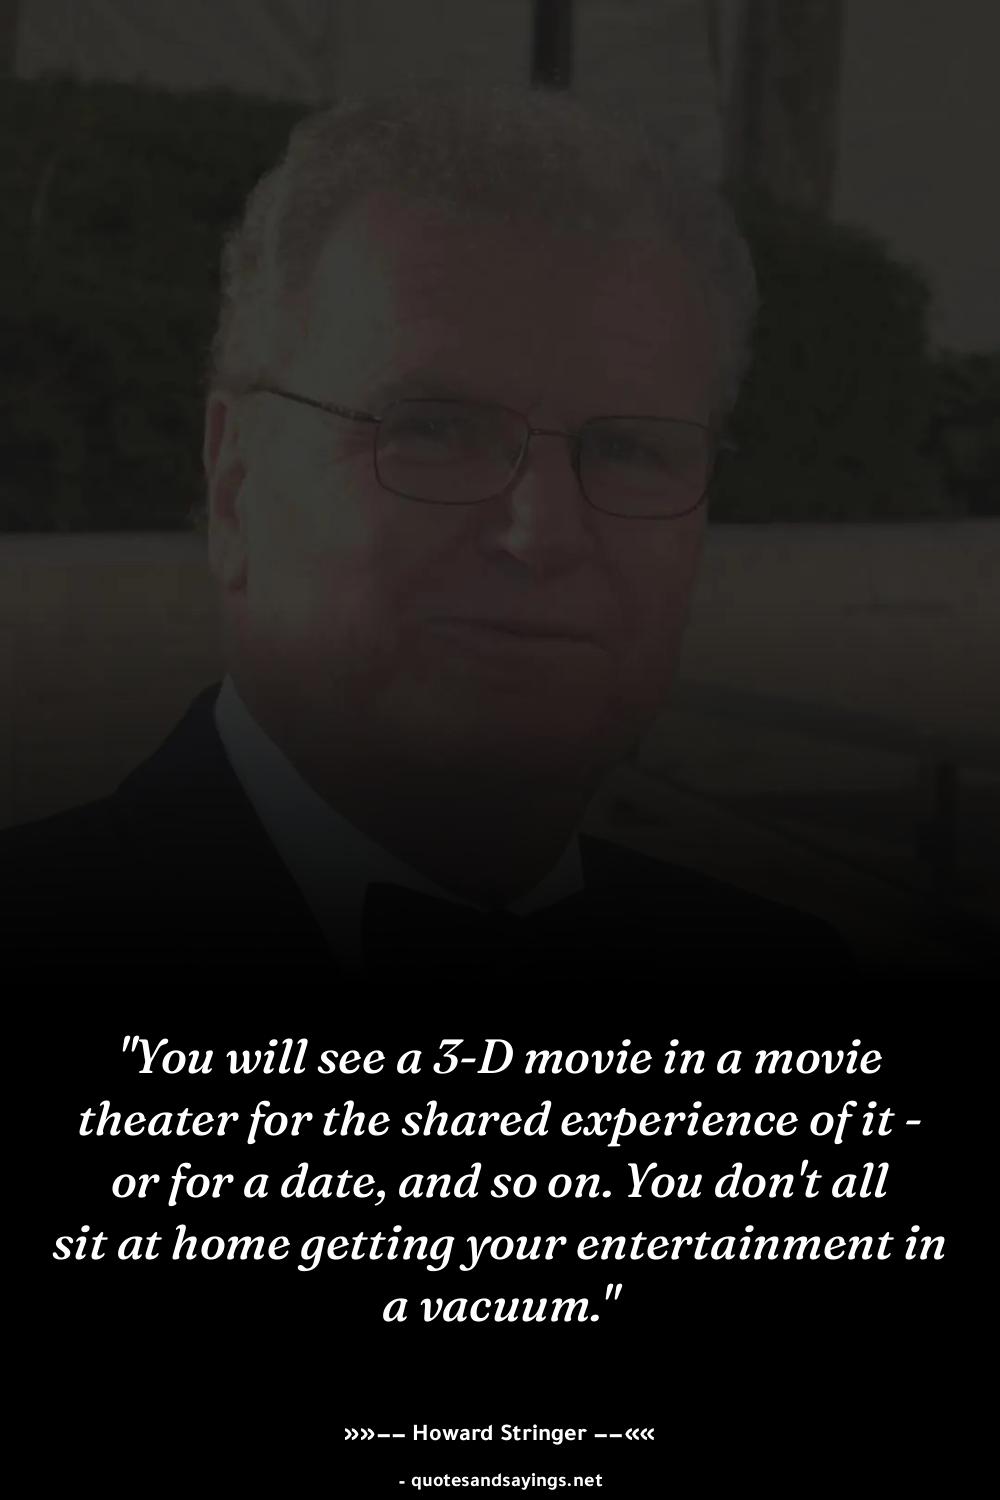 "You will see a 3-D movie in a movie
theater for the shared experience of it -
or for a date, and so on. You don't all
sit at home getting your entertainment in
a vacuum."
»»–– Howard Stringer ––««
- quotesandsayings.net